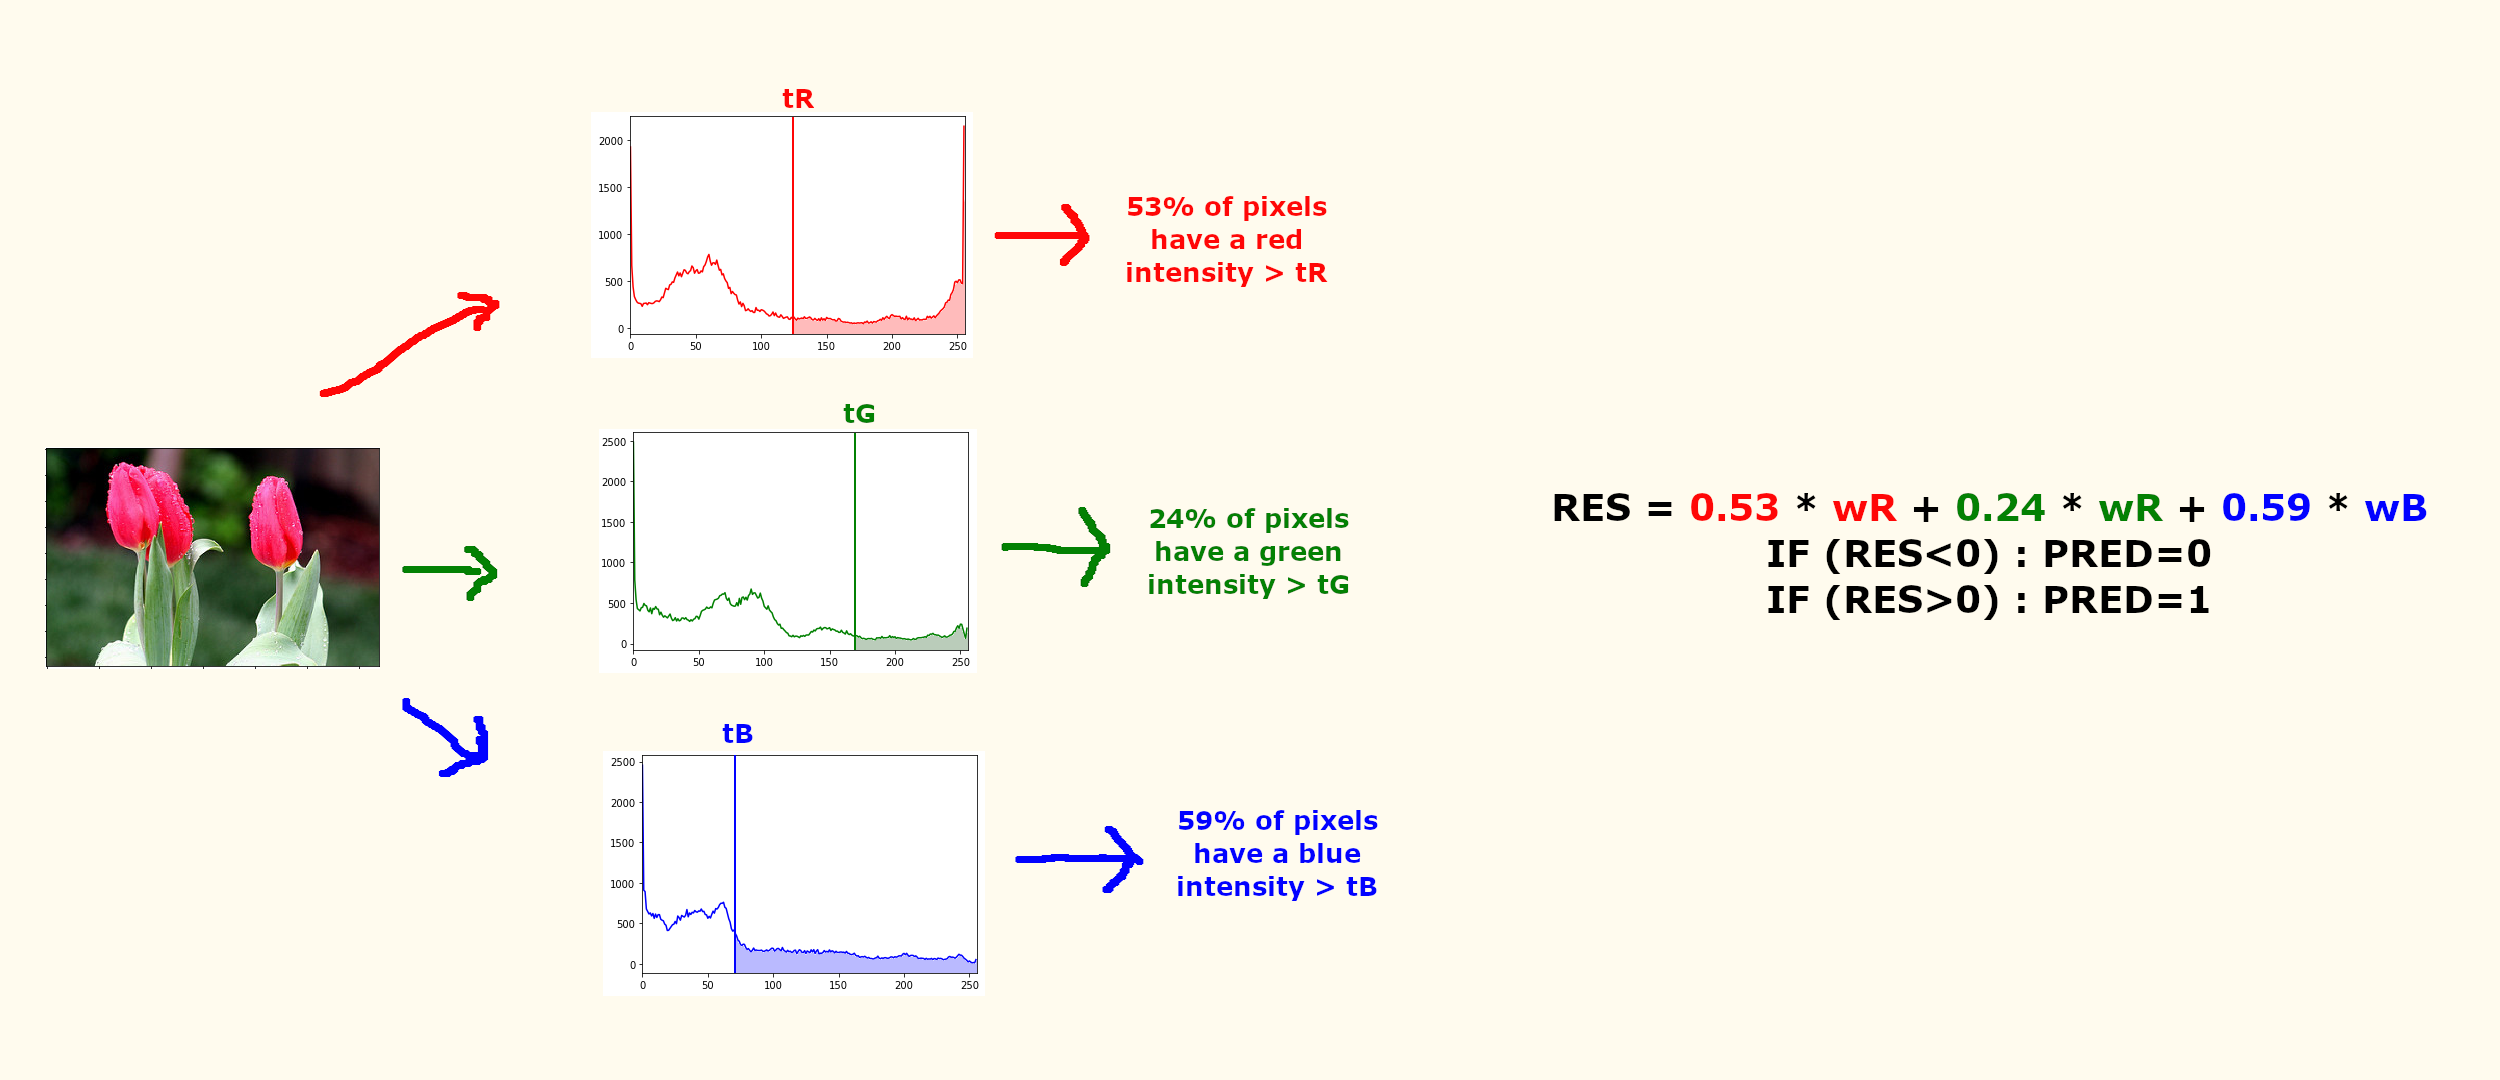 tR
2000
1500
1000
500
0
0 50 100 150 200 250
53% of pixels
have a red
intensity > tR
tG
2500
2000
1500
1000
500
0
0 50 100 150 200 250
24% of pixels
have a green
intensity > tG
tB
2500
2000
1500
1000
500
0
0 50 100 150 200 250
59% of pixels
have a blue
intensity > tB
RES = 0.53 * wR + 0.24 * wR + 0.59 * wB
IF (RES<0) : PRED=0
IF (RES>0) : PRED=1